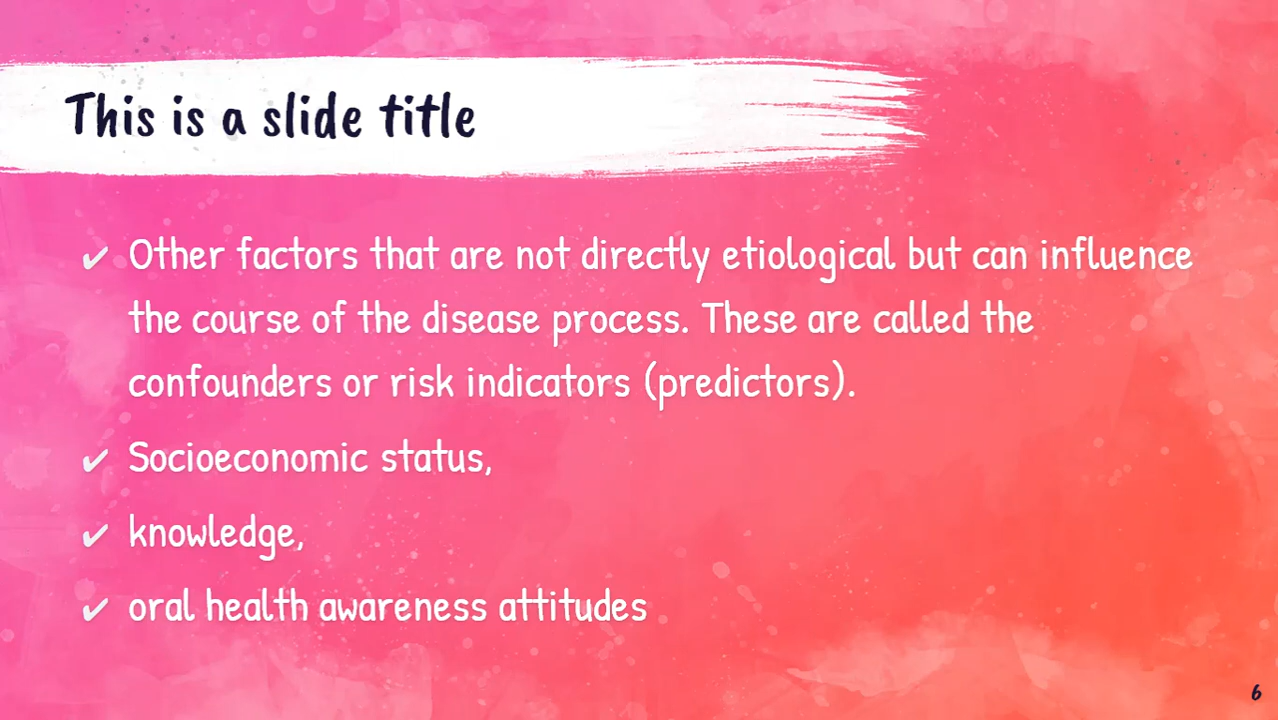 This is a slide title
✔ Other factors that are not directly etiological but can influence
the course of the disease process. These are called the
confounders or risk indicators (predictors).
✔ Socioeconomic status,
✔ knowledge,
✔ oral health awareness attitudes
6